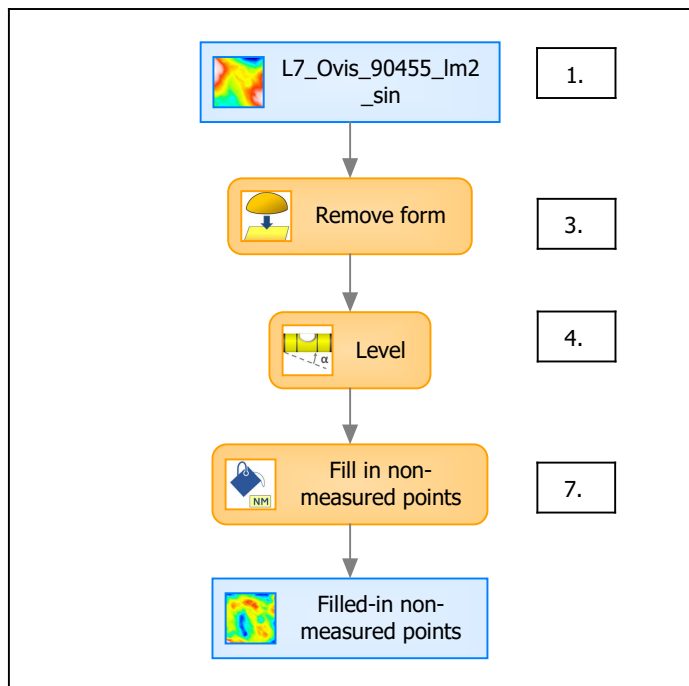 L7_Ovis_90455_lm2
_sin
1.
Remove form
3.
α
Level
4.
Fill in non-
measured points
NM
7.
Filled-in non-
measured points